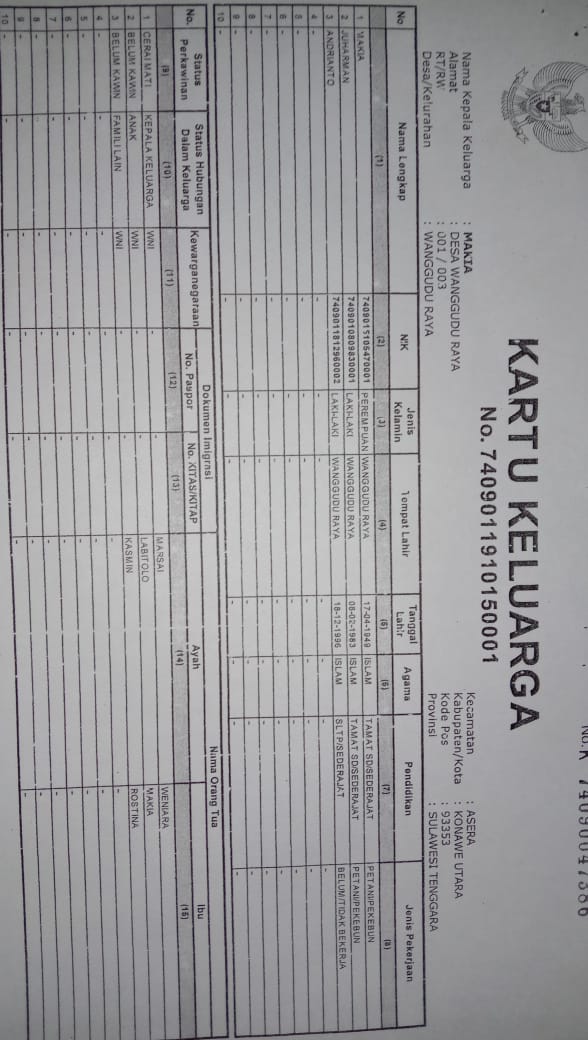 No. K 74090047386
KARTU KELUARGA
No. 7409011910150001
Nama Kepala Keluarga : MAKIA
Alamat : DESA WANGGUDU RAYA
RT/RW : 001 / 003
Desa/Kelurahan : WANGGUDU RAYA
Kecamatan : ASERA
Kabupaten/Kota : KONAWE UTARA
Kode Pos : 93353
Provinsi : SULAWESI TENGGARA
No Nama Lengkap NIK Jenis Kelamin Tempat Lahir Tanggal Lahir Agama Pendidikan Jenis Pekerjaan
(1) (2) (3) (4) (5) (6) (7) (8)
1 MAKIA 7409015106470001 PEREMPUAN WANGGUDU RAYA 17-04-1949 ISLAM TAMAT SD/SEDERAJAT PETANI/PEKEBUN
2 JUHARMAN 7409010809830001 LAKI-LAKI WANGGUDU RAYA 08-02-1983 ISLAM TAMAT SD/SEDERAJAT PETANI/PEKEBUN
3 ANDRIANTO 7409011812960002 LAKI-LAKI WANGGUDU RAYA 18-12-1996 ISLAM SLTP/SEDERAJAT BELUM/TIDAK BEKERJA
4 - - - - - - - -
5 - - - - - - - -
6 - - - - - - - -
7 - - - - - - - -
8 - - - - - - - -
9 - - - - - - - -
10 - - - - - - - -
No. Status Perkawinan Status Hubungan Dalam Keluarga Kewarganegaraan Dokumen Imigrasi Nama Orang Tua
No. Paspor No. KITAS/KITAP Ayah Ibu
(9) (10) (11) (12) (13) (14) (15)
1 CERAI MATI KEPALA KELUARGA WNI - - MARSAI WENIARA
2 BELUM KAWIN ANAK WNI - - LABITOLO MAKIA
3 BELUM KAWIN FAMILI LAIN WNI - - KASMIN ROSTINA
4 - - - - - - -
5 - - - - - - -
6 - - - - - - -
7 - - - - - - -
8 - - - - - - -
9 - - - - - - -
10 - - - - - - -